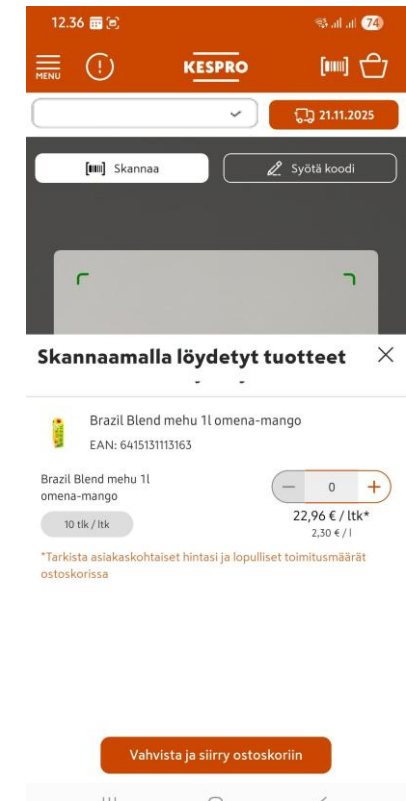 12.36
74
MENU
KESPRO
21.11.2025
Skannaa
Syötä koodi
Skannaamalla löydetyt tuotteet
Brazil Blend mehu 1l omena-mango
EAN: 6415131113163
Brazil Blend mehu 1l
omena-mango
0
10 tlk / ltk
22,96 € / ltk*
2,30 € / l
*Tarkista asiakaskohtaiset hintasi ja lopulliset toimitusmäärät
ostoskorissa
Vahvista ja siirry ostoskoriin